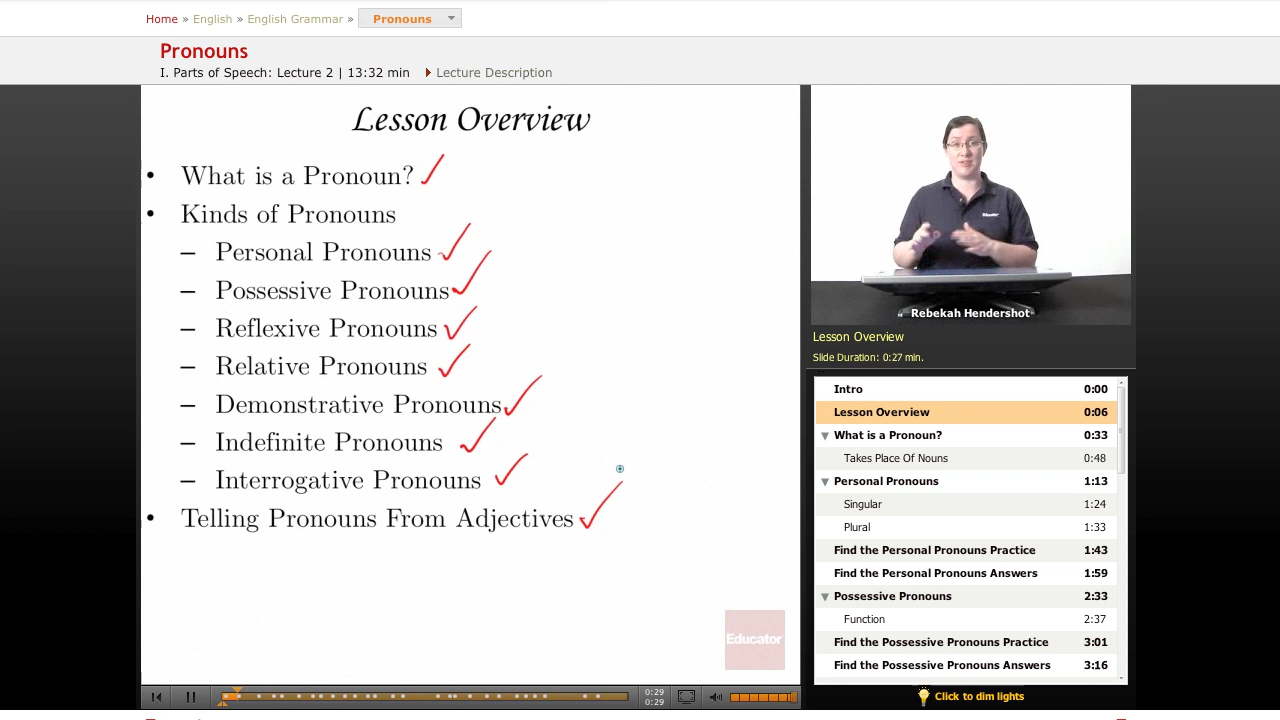 Home » English » English Grammar » Pronouns
Pronouns
I. Parts of Speech: Lecture 2 | 13:32 min Lecture Description
Lesson Overview
• What is a Pronoun?
• Kinds of Pronouns
– Personal Pronouns
– Possessive Pronouns
– Reflexive Pronouns
– Relative Pronouns
– Demonstrative Pronouns
– Indefinite Pronouns
– Interrogative Pronouns
• Telling Pronouns From Adjectives
Educator
0:29
0:29
Educator
Rebekah Hendershot
Lesson Overview
Slide Duration: 0:27 min.
Intro 0:00
Lesson Overview 0:06
What is a Pronoun? 0:33
Takes Place Of Nouns 0:48
Personal Pronouns 1:13
Singular 1:24
Plural 1:33
Find the Personal Pronouns Practice 1:43
Find the Personal Pronouns Answers 1:59
Possessive Pronouns 2:33
Function 2:37
Find the Possessive Pronouns Practice 3:01
Find the Possessive Pronouns Answers 3:16
Click to dim lights